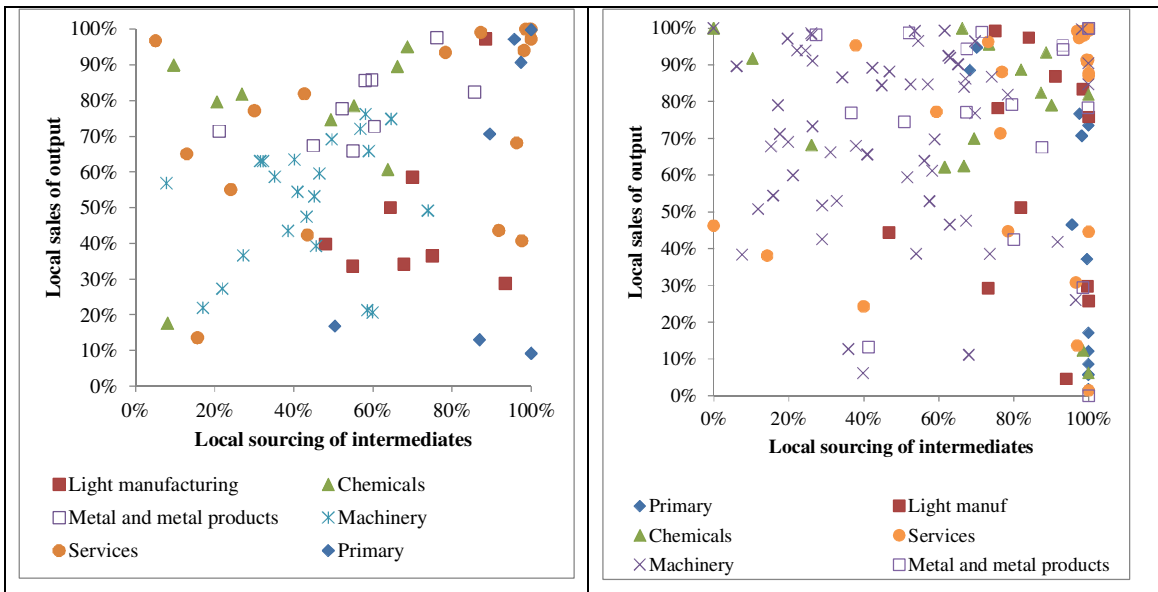 100%
90%
80%
70%
60%
50%
40%
30%
20%
10%
0%
Local sales of output
0% 20% 40% 60% 80% 100%
Local sourcing of intermediates
Light manufacturing Chemicals
Metal and metal products Machinery
Services Primary
100%
90%
80%
70%
60%
50%
40%
30%
20%
10%
0%
Local sales of output
0% 20% 40% 60% 80% 100%
Local sourcing of intermediates
Primary Light manuf
Chemicals Services
Machinery Metal and metal products